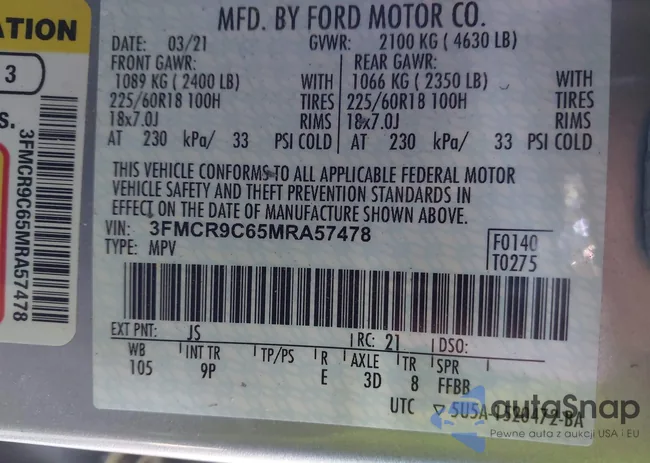 ATION
3
S.
3FMCR9C65MRA57478
MFD. BY FORD MOTOR CO.
DATE: 03/21 GVWR: 2100 KG ( 4630 LB)
FRONT GAWR: REAR GAWR:
1089 KG ( 2400 LB) WITH 1066 KG ( 2350 LB) WITH
225/60R18 100H TIRES 225/60R18 100H TIRES
18x7.0J RIMS 18x7.0J RIMS
AT 230 kPa/ 33 PSI COLD AT 230 kPa/ 33 PSI COLD
THIS VEHICLE CONFORMS TO ALL APPLICABLE FEDERAL MOTOR
VEHICLE SAFETY AND THEFT PREVENTION STANDARDS IN
EFFECT ON THE DATE OF MANUFACTURE SHOWN ABOVE.
VIN: 3FMCR9C65MRA57478
TYPE: MPV
F0140
T0275
EXT PNT: JS RC: 21 DSO:
WB INT TR TP/PS R AXLE TR SPR
105 9P E 3D 8 FFBB
UTC 5U5A-1520472-BA
autoSnap
Pewne auta z aukcji USA i EU